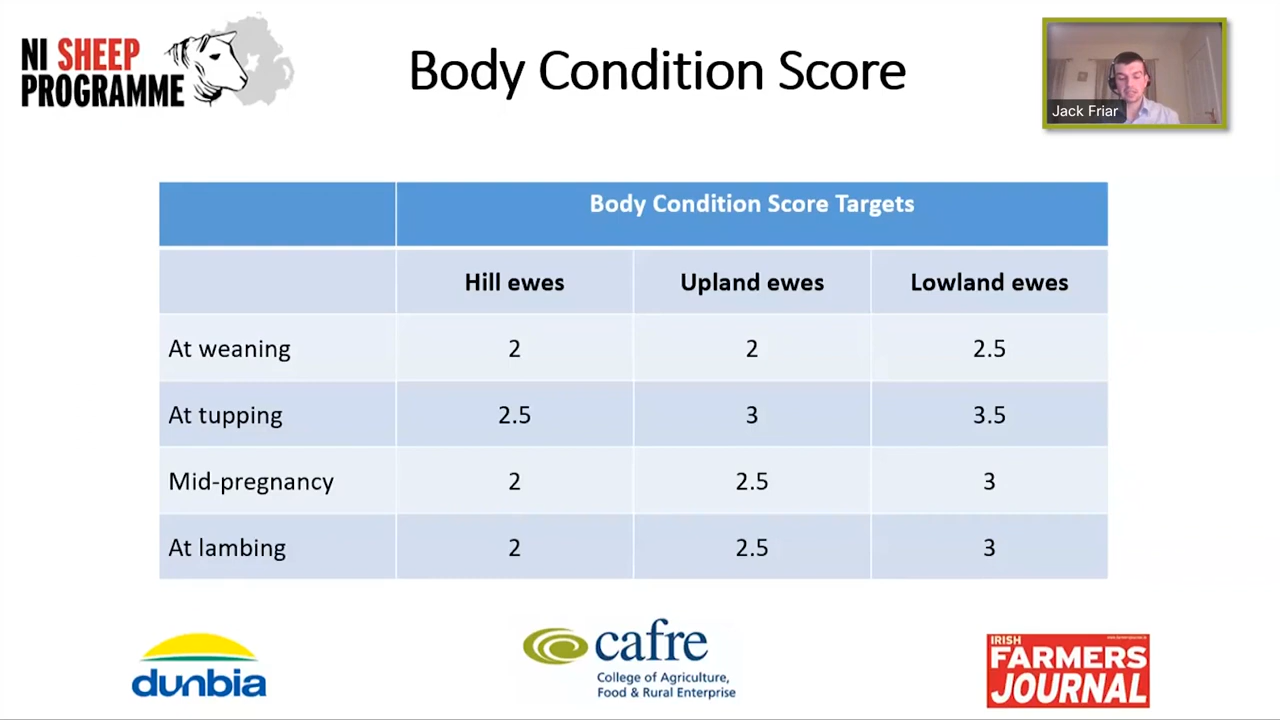 NI SHEEP
PROGRAMME
Body Condition Score
Jack Friar
Body Condition Score Targets
Hill ewes Upland ewes Lowland ewes
At weaning 2 2 2.5
At tupping 2.5 3 3.5
Mid-pregnancy 2 2.5 3
At lambing 2 2.5 3
dunbia
cafre
College of Agriculture,
Food & Rural Enterprise
IRISH
FARMERS
JOURNAL